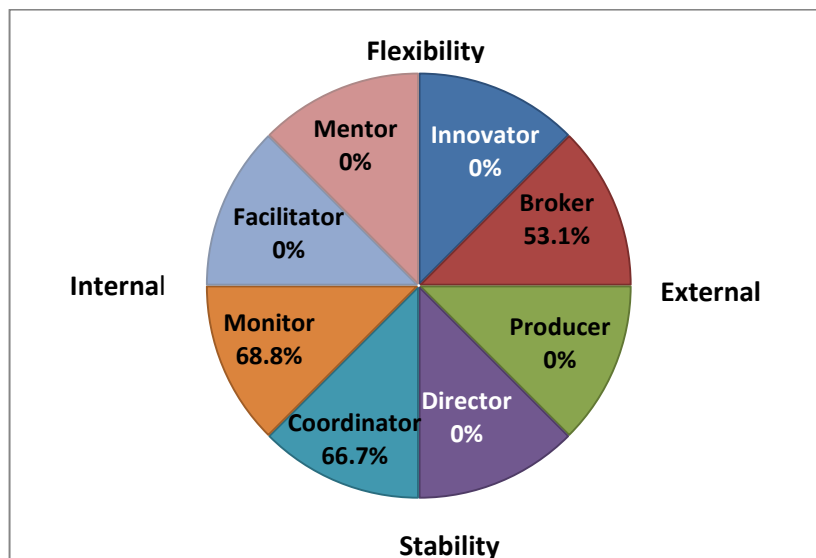 Flexibility
Mentor
0%
Innovator
0%
Facilitator
0%
Broker
53.1%
Internal
External
Monitor
68.8%
Producer
0%
Coordinator
66.7%
Director
0%
Stability